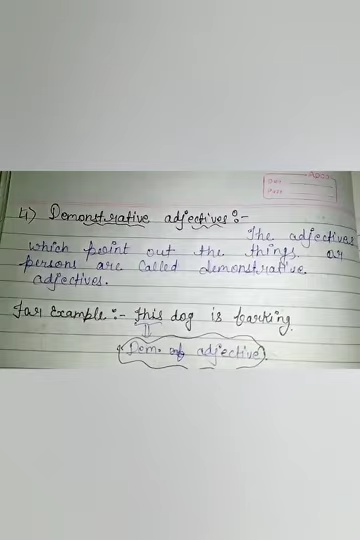 4) Demonstrative adjectives :-
The adjectives
which point out the things, or
persons are called demonstrative
adjectives.
For Example :- This dog is barking.
Dem. adjective